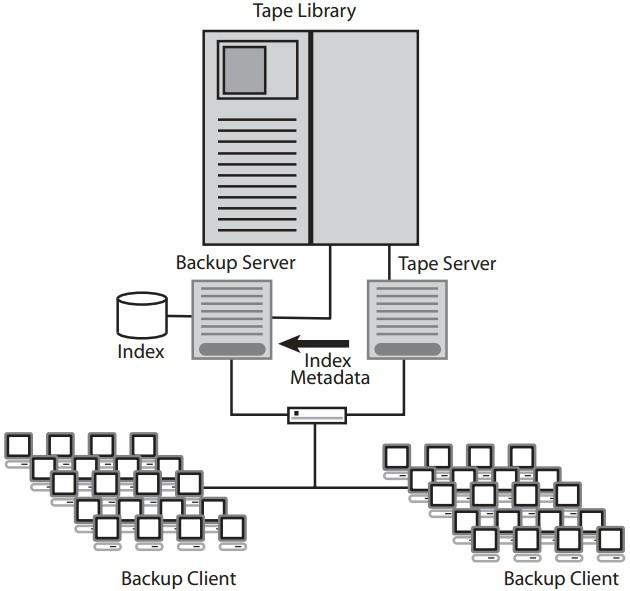 Tape Library
Backup Server
Tape Server
Index
Index
Metadata
Backup Client
Backup Client